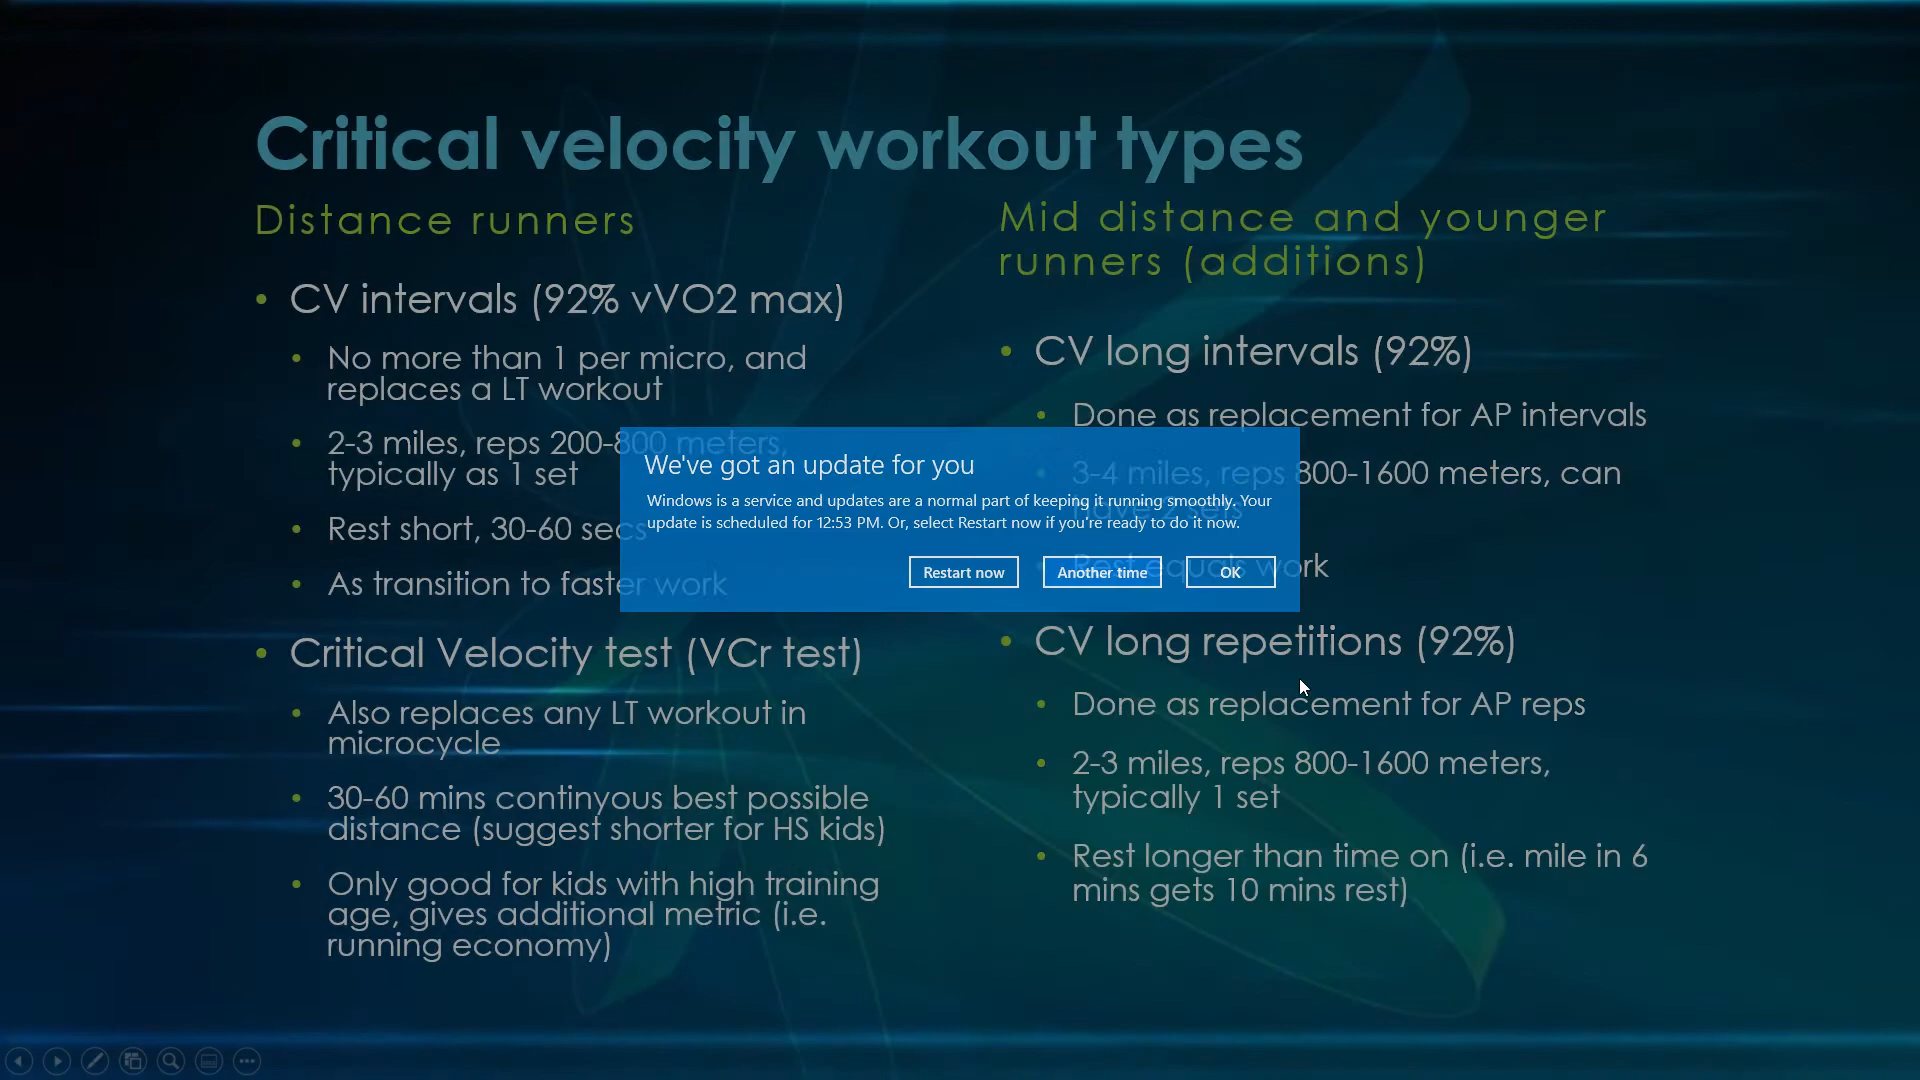 Critical velocity workout types
Distance runners
• CV intervals (92% vVO2 max)
• No more than 1 per micro, and
replaces a LT workout
• 2-3 miles, reps 200-800 meters,
typically as 1 set
• Rest short, 30-60 secs
• As transition to faster work
• Critical Velocity test (VCr test)
• Also replaces any LT workout in
microcycle
• 30-60 mins continyous best possible
distance (suggest shorter for HS kids)
• Only good for kids with high training
age, gives additional metric (i.e.
running economy)
Mid distance and younger
runners (additions)
• CV long intervals (92%)
• Done as replacement for AP intervals
• 3-4 miles, reps 800-1600 meters, can
have 2 sets
• Rest equals work
• CV long repetitions (92%)
• Done as replacement for AP reps
• 2-3 miles, reps 800-1600 meters,
typically 1 set
• Rest longer than time on (i.e. mile in 6
mins gets 10 mins rest)
We've got an update for you
Windows is a service and updates are a normal part of keeping it running smoothly. Your
update is scheduled for 12:53 PM. Or, select Restart now if you're ready to do it now.
Restart now Another time OK